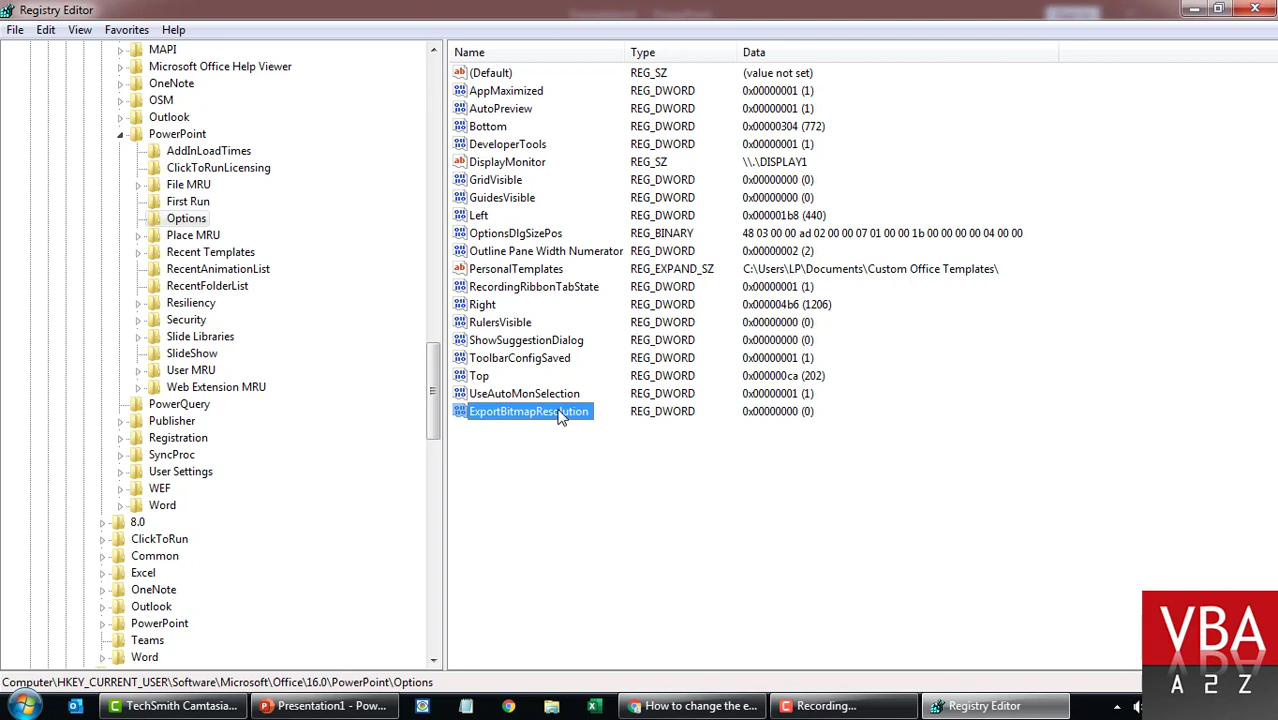 Registry Editor
File Edit View Favorites Help
MAPI
Microsoft Office Help Viewer
OneNote
OSM
Outlook
PowerPoint
AddInLoadTimes
ClickToRunLicensing
File MRU
First Run
Options
Place MRU
Recent Templates
RecentAnimationList
RecentFolderList
Resiliency
Security
Slide Libraries
SlideShow
User MRU
Web Extension MRU
PowerQuery
Publisher
Registration
SyncProc
User Settings
WEF
Word
8.0
ClickToRun
Common
Excel
OneNote
Outlook
PowerPoint
Teams
Word
Name Type Data
(Default) REG_SZ (value not set)
AppMaximized REG_DWORD 0x00000001 (1)
AutoPreview REG_DWORD 0x00000001 (1)
Bottom REG_DWORD 0x00000304 (772)
DeveloperTools REG_DWORD 0x00000001 (1)
DisplayMonitor REG_SZ \\.\DISPLAY1
GridVisible REG_DWORD 0x00000000 (0)
GuidesVisible REG_DWORD 0x00000000 (0)
Left REG_DWORD 0x000001b8 (440)
OptionsDlgSizePos REG_BINARY 48 03 00 00 ad 02 00 00 07 01 00 00 1b 00 00 00 00 04 00 00
Outline Pane Width Numerator REG_DWORD 0x00000002 (2)
PersonalTemplates REG_EXPAND_SZ C:\Users\LP\Documents\Custom Office Templates\
RecordingRibbonTabState REG_DWORD 0x00000001 (1)
Right REG_DWORD 0x000004b6 (1206)
RulersVisible REG_DWORD 0x00000000 (0)
ShowSuggestionDialog REG_DWORD 0x00000000 (0)
ToolbarConfigSaved REG_DWORD 0x00000001 (1)
Top REG_DWORD 0x000000ca (202)
UseAutoMonSelection REG_DWORD 0x00000001 (1)
ExportBitmapResolution REG_DWORD 0x00000000 (0)
VBA
A 2 Z
Computer\HKEY_CURRENT_USER\Software\Microsoft\Office\16.0\PowerPoint\Options
TechSmith Camtasia... Presentation1 - Pow... How to change the e... Recording... Registry Editor